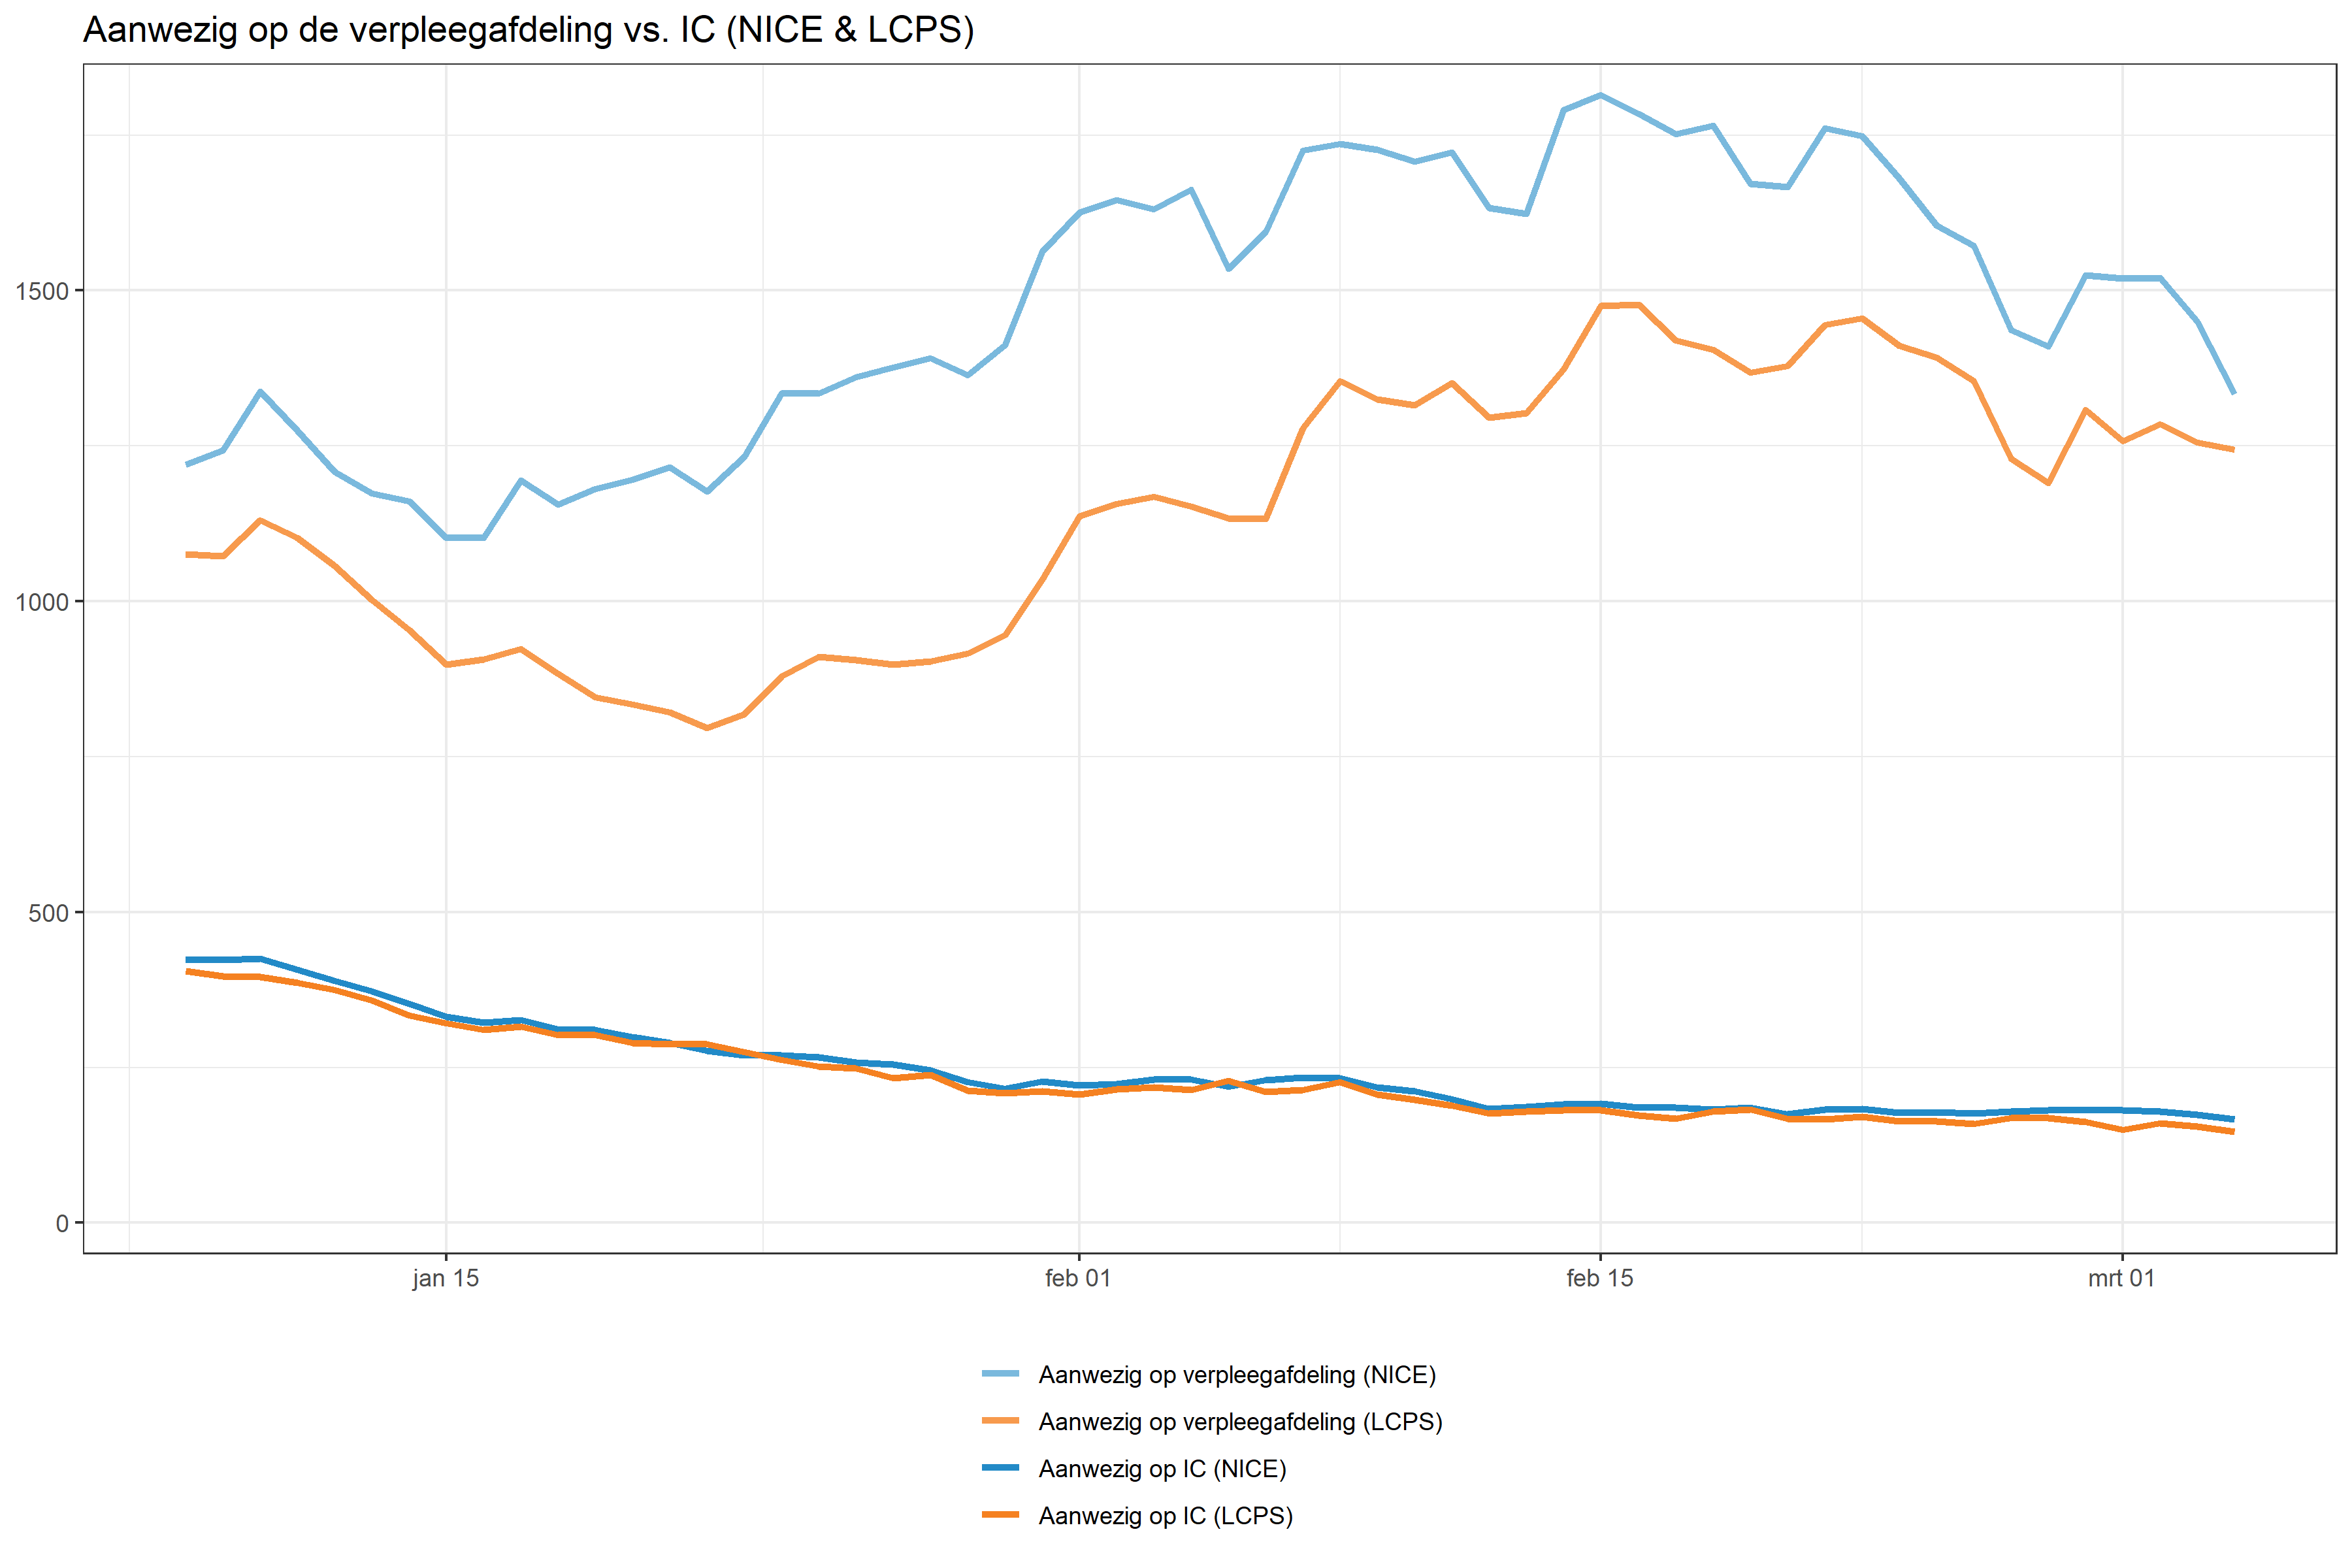 Aanwezig op de verpleegafdeling vs. IC (NICE & LCPS)
1500
1000
500
0
jan 15
feb 01
feb 15
mrt 01
Aanwezig op verpleegafdeling (NICE)
Aanwezig op verpleegafdeling (LCPS)
Aanwezig op IC (NICE)
Aanwezig op IC (LCPS)